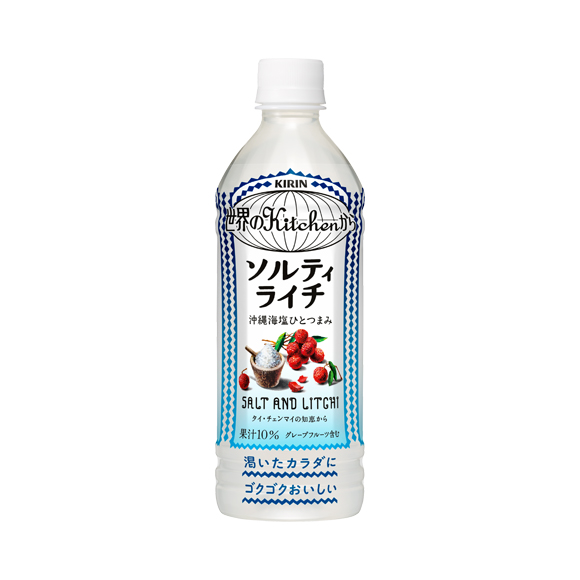 KIRIN
世界のKitchenから
ソルティ
ライチ
沖縄海塩ひとつまみ
SALT AND LITCHI
タイ・チェンマイの知恵から
果汁10% グレープフルーツ含む
渇いたカラダに
ゴクゴクおいしい